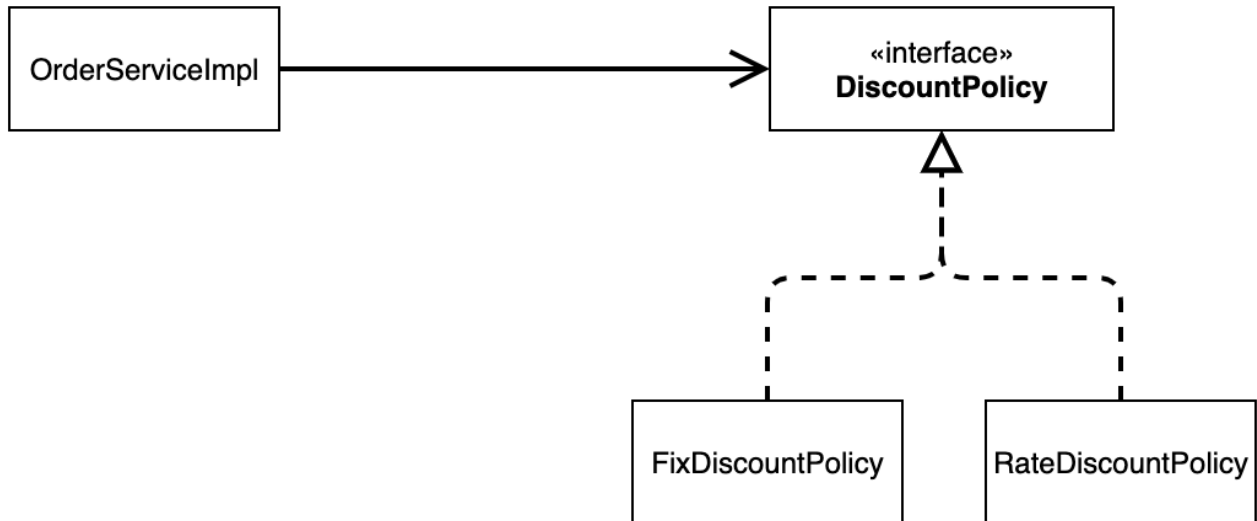 OrderServiceImpl
«interface»
DiscountPolicy
FixDiscountPolicy
RateDiscountPolicy